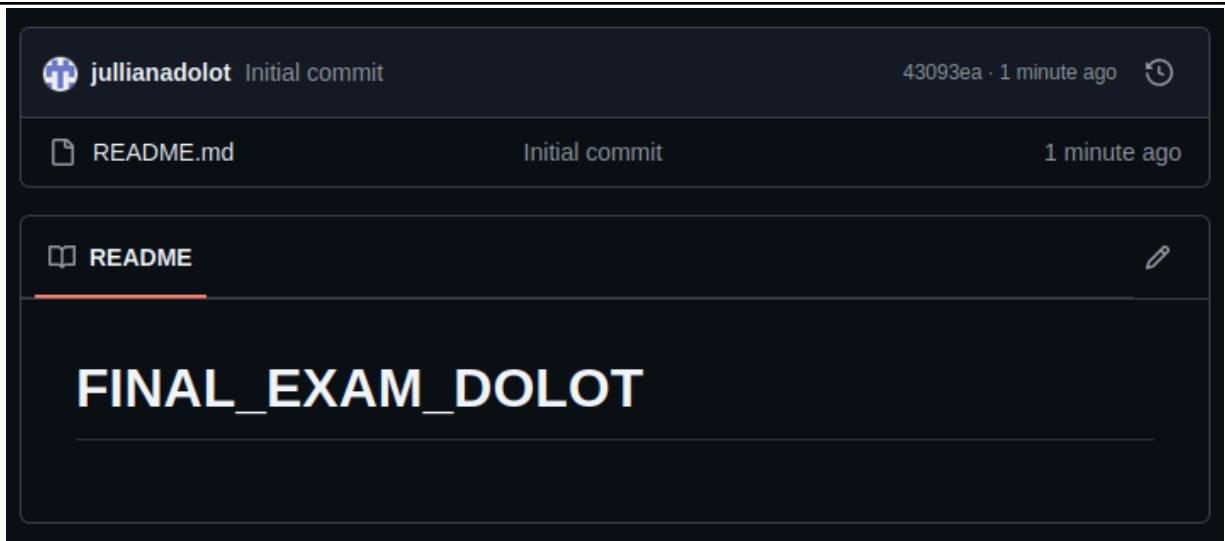 jullianadolot Initial commit 43093ea · 1 minute ago
README.md Initial commit 1 minute ago
README
FINAL_EXAM_DOLOT